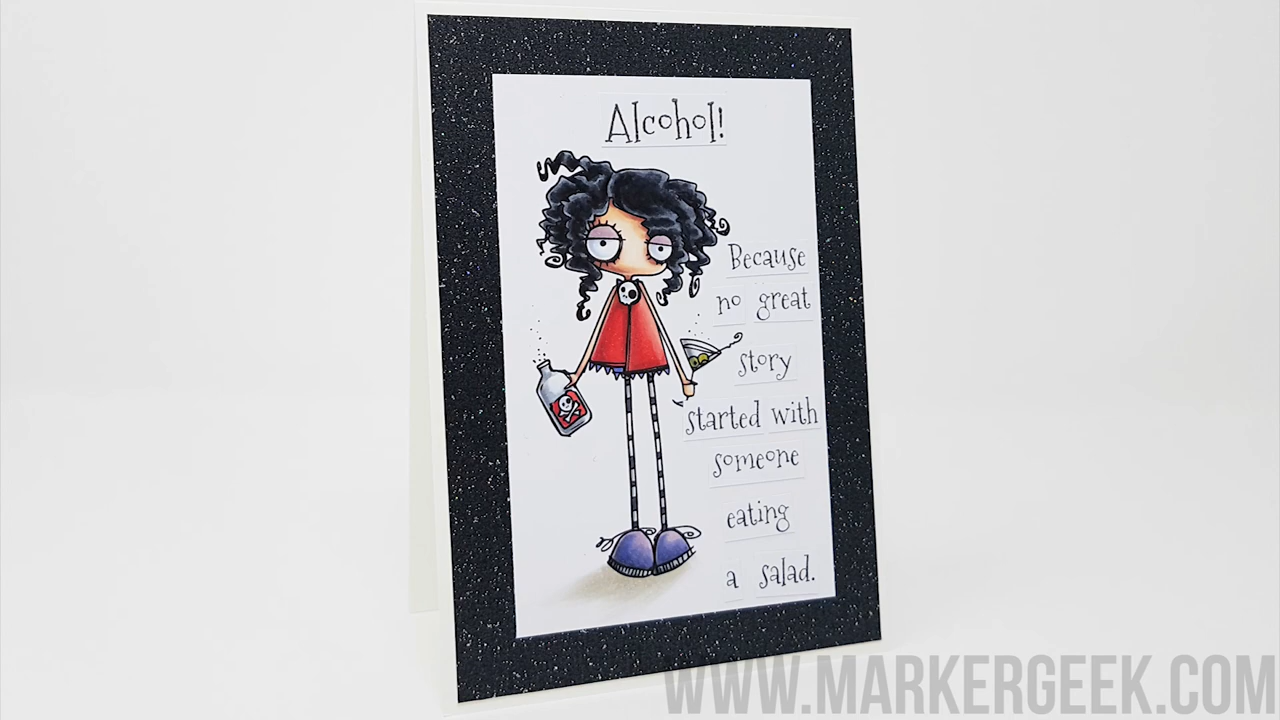 Alcohol!
Because
no great
story
started with
someone
eating
a salad.
WWW.MARKERGEEK.COM